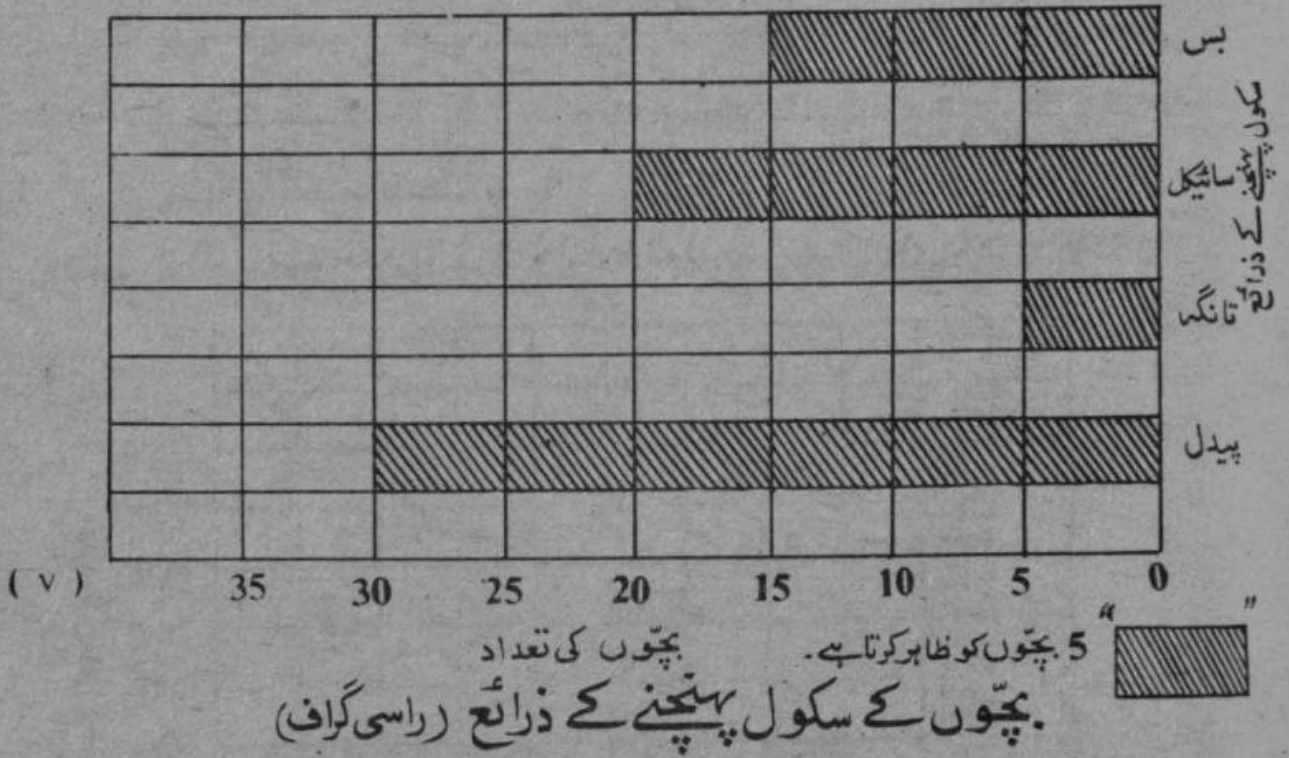 بس
سکول پہنچنے کے ذرائع
سائیکل
تانگہ
پیدل
0 5 10 15 20 25 30 35 ( v )
" " 5 بچّوں کو ظاہر کرتا ہے۔ بچّوں کی تعداد
بچّوں کے سکول پہنچنے کے ذرائع (راسی گراف)